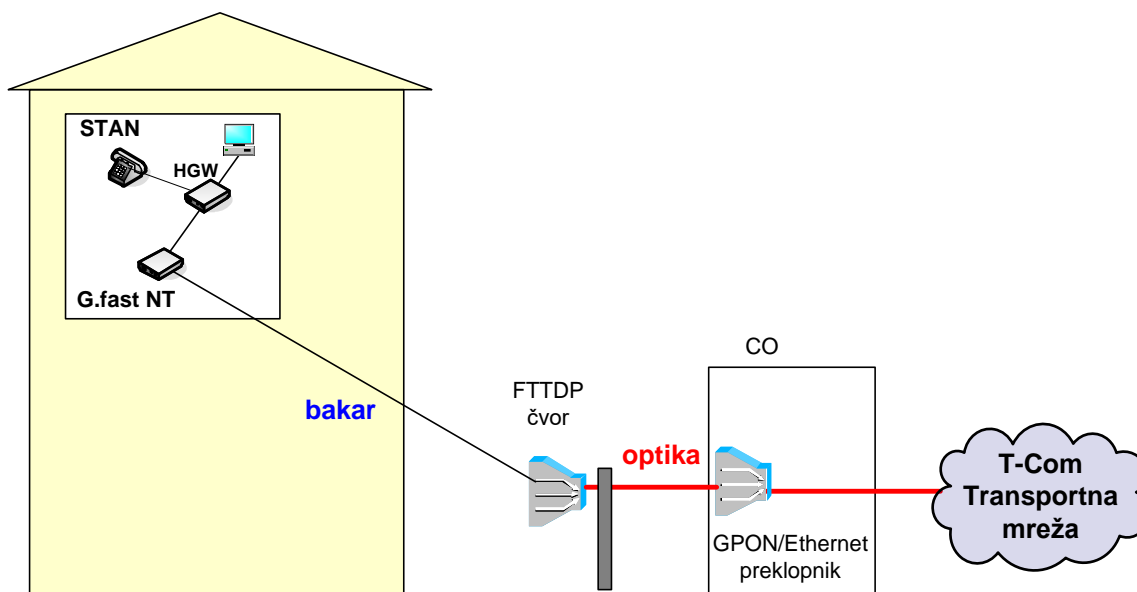 STAN
HGW
G.fast NT
bakar
FTTDP
čvor
optika
CO
GPON/Ethernet
preklopnik
T-Com
Transportna
mreža